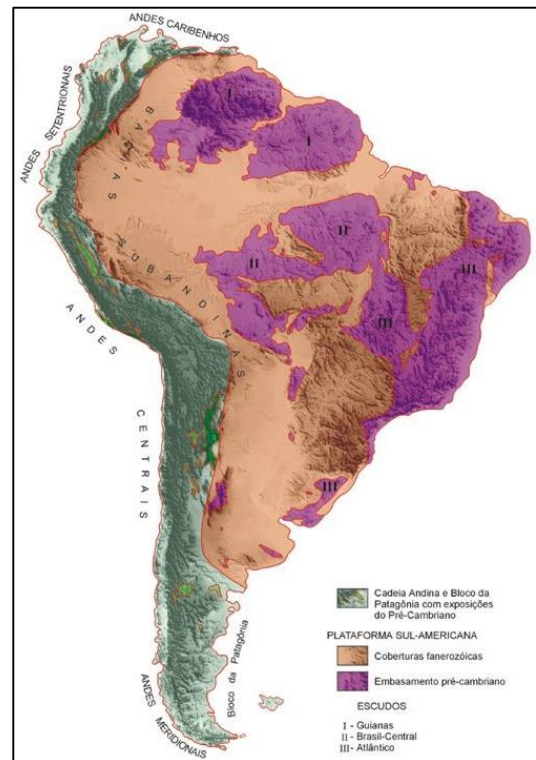 ANDES CARIBENHOS
ANDES SETENTRIONAIS
BACIAS SUBANDINAS
ANDES
CENTRAIS
I
I
II
II
III
III
III
Bloco da Patagônia
ANDES MERIDIONAIS
Cadeia Andina e Bloco da
Patagônia com exposições
do Pré-Cambriano
PLATAFORMA SUL-AMERICANA
Coberturas fanerozóicas
Embasamento pré-cambriano
ESCUDOS
I - Guianas
II - Brasil-Central
III - Atlântico